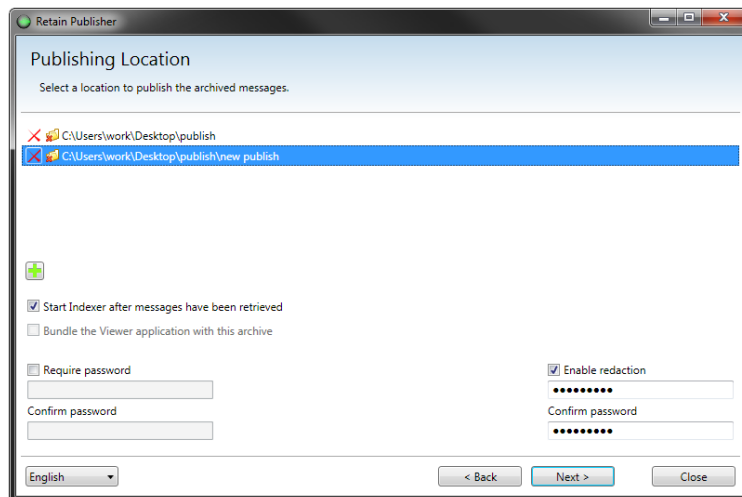 Retain Publisher
Publishing Location
Select a location to publish the archived messages.
C:\Users\work\Desktop\publish
C:\Users\work\Desktop\publish\new publish
Start Indexer after messages have been retrieved
Bundle the Viewer application with this archive
Require password
Enable redaction
•••••••••
Confirm password
Confirm password
•••••••••
English
< Back
Next >
Close